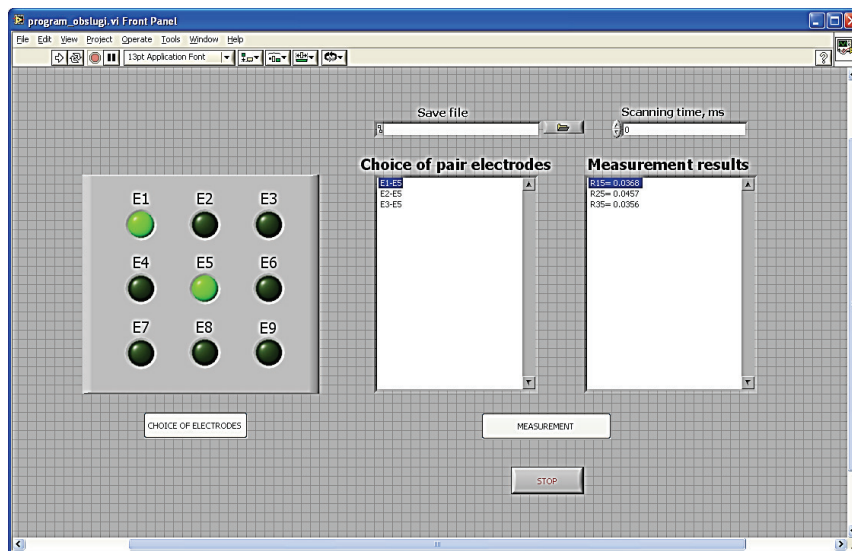 program_obslugi.vi Front Panel
File Edit View Project Operate Tools Window Help
13pt Application Font
Save file
Scanning time, ms
0
Choice of pair electrodes
Measurement results
E1-E5
E2-E5
E3-E5
R15= 0.0368
R25= 0.0457
R35= 0.0356
E1 E2 E3
E4 E5 E6
E7 E8 E9
CHOICE OF ELECTRODES
MEASUREMENT
STOP